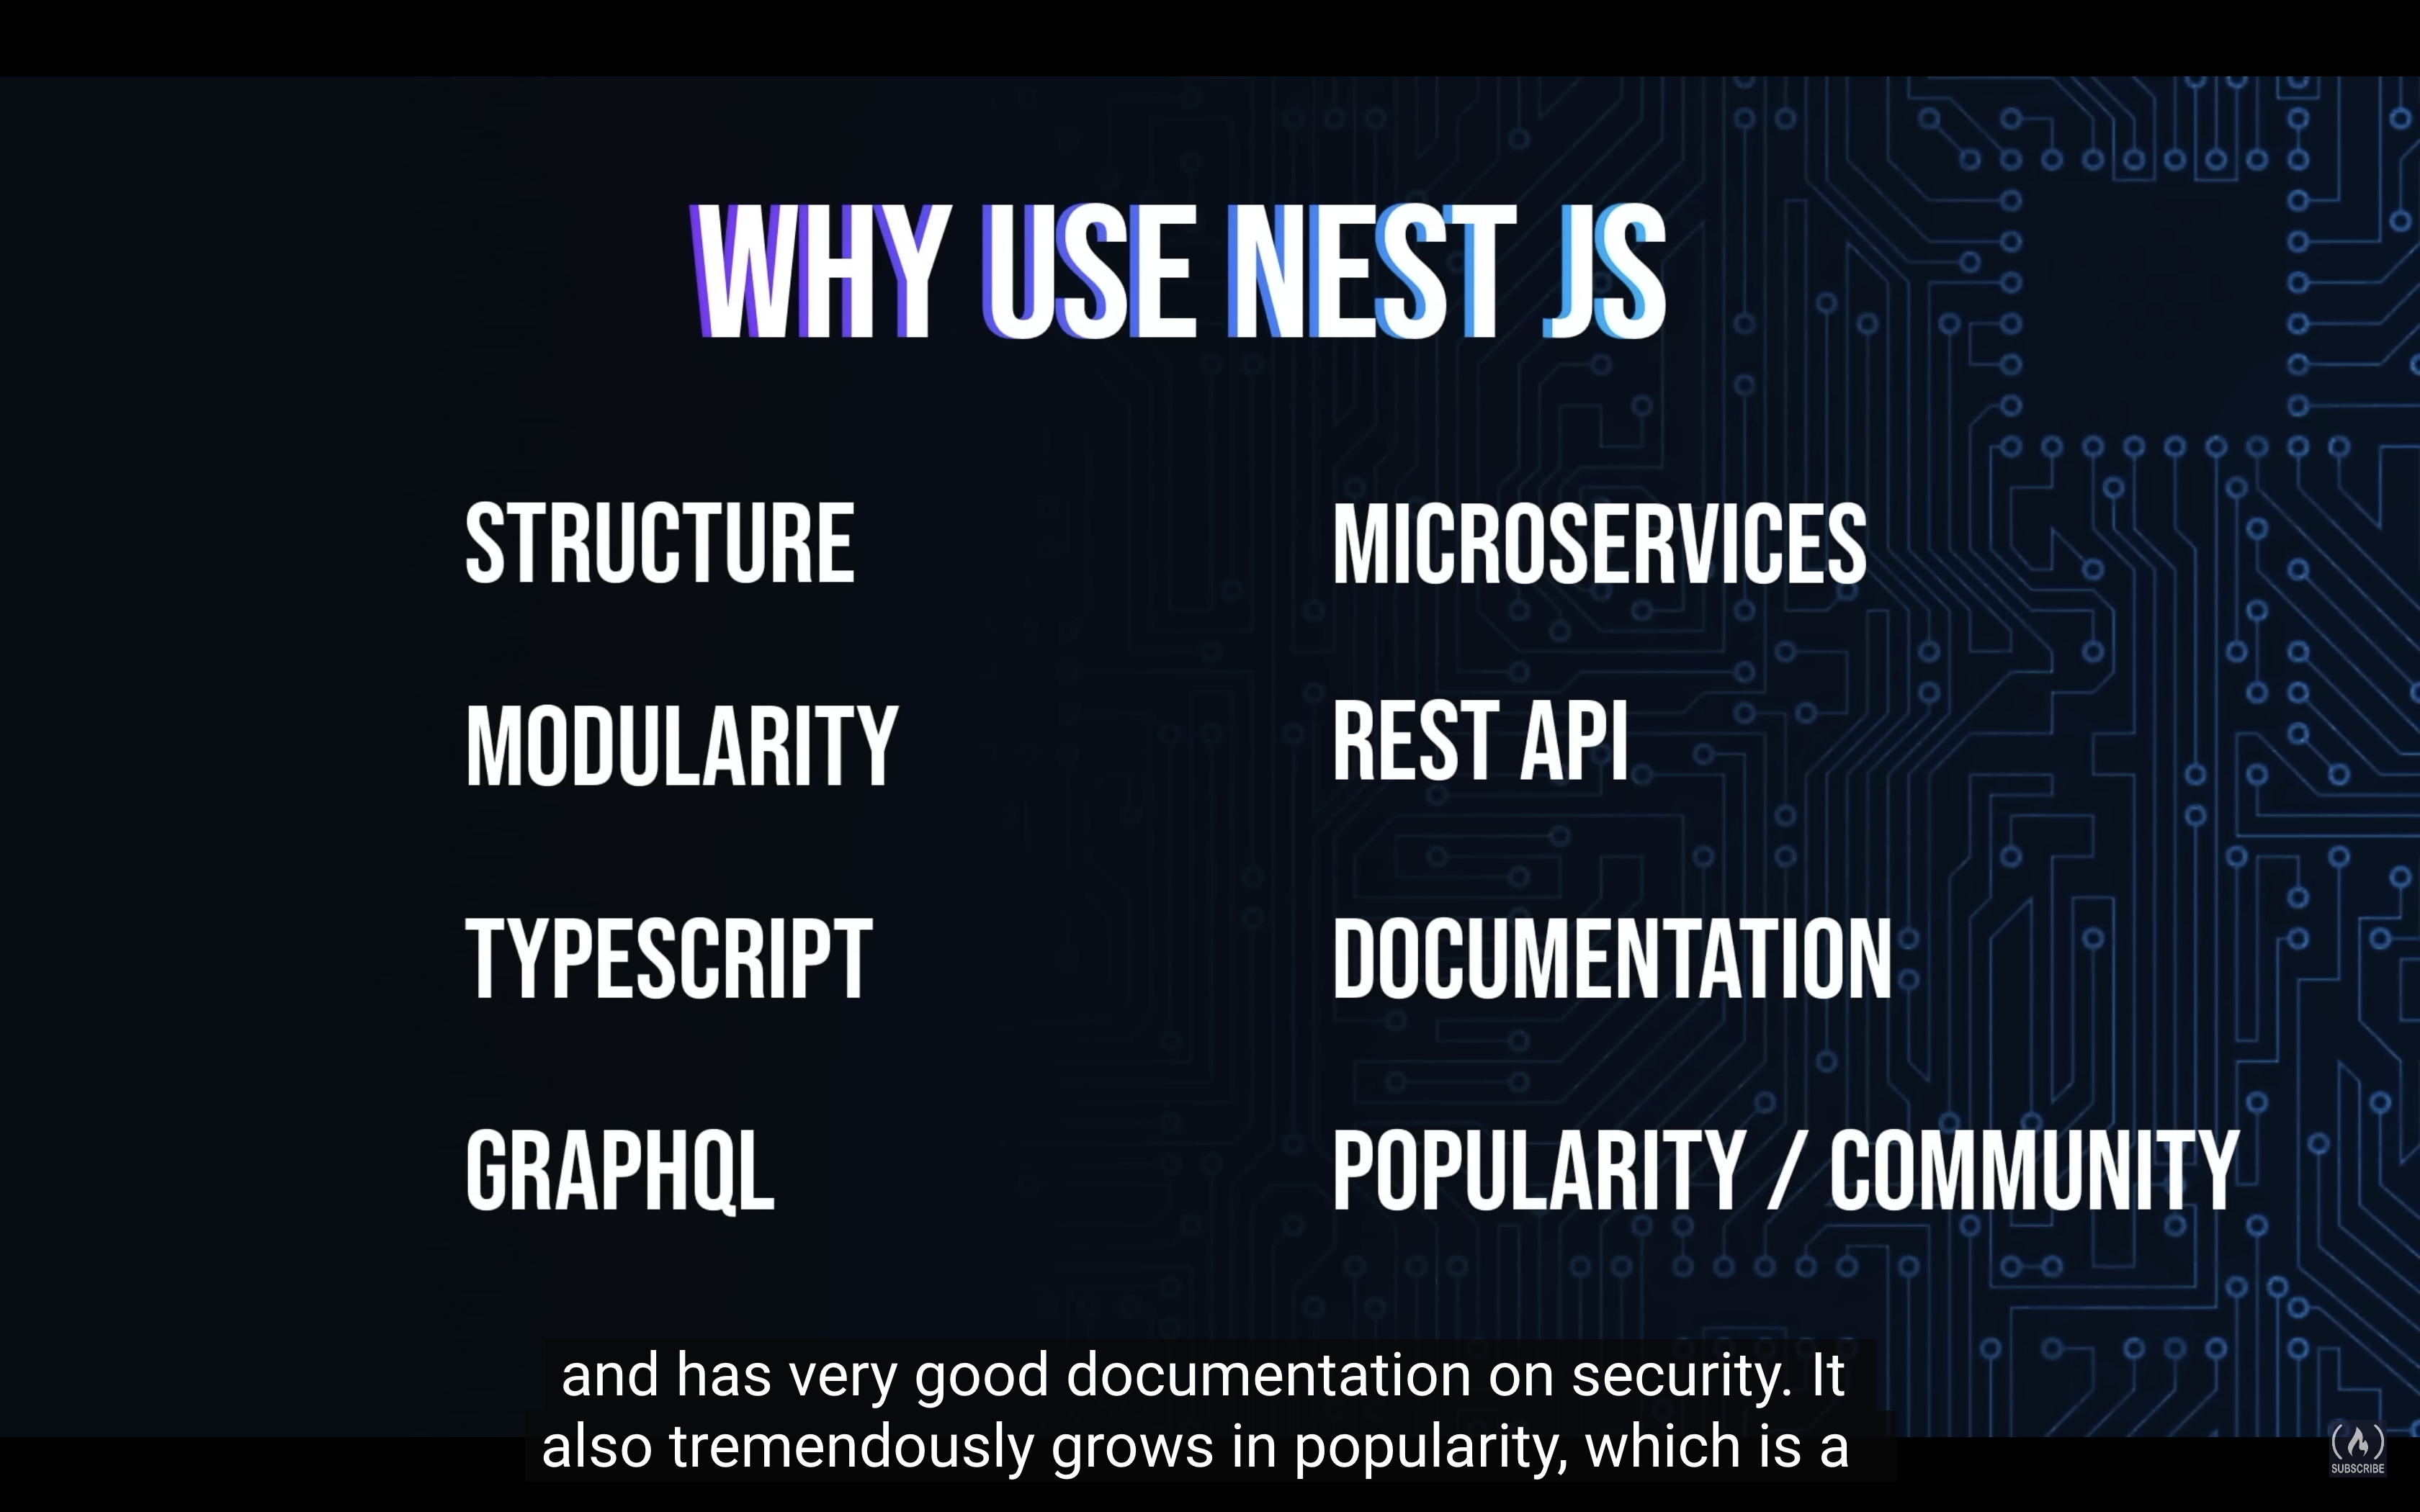 WHY USE NEST JS
STRUCTURE
MODULARITY
TYPESCRIPT
GRAPHQL
MICROSERVICES
REST API
DOCUMENTATION
POPULARITY / COMMUNITY
and has very good documentation on security. It
also tremendously grows in popularity, which is a
SUBSCRIBE